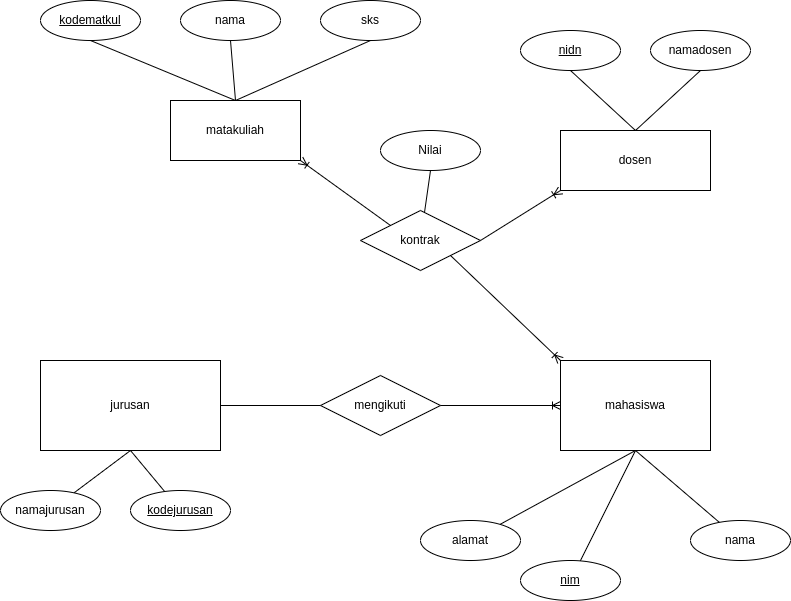 kodematkul
nama
sks
nidn
namadosen
matakuliah
Nilai
dosen
kontrak
jurusan
mengikuti
mahasiswa
namajurusan
kodejurusan
alamat
nama
nim